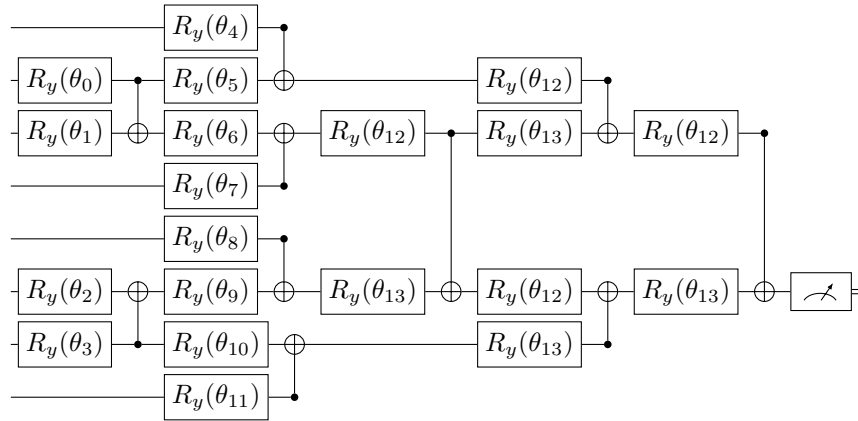 R_y(θ_4)
R_y(θ_0) R_y(θ_5) R_y(θ_12)
R_y(θ_1) R_y(θ_6) R_y(θ_12) R_y(θ_13) R_y(θ_12)
R_y(θ_7)
R_y(θ_8)
R_y(θ_2) R_y(θ_9) R_y(θ_13) R_y(θ_12) R_y(θ_13)
R_y(θ_3) R_y(θ_10) R_y(θ_13)
R_y(θ_11)